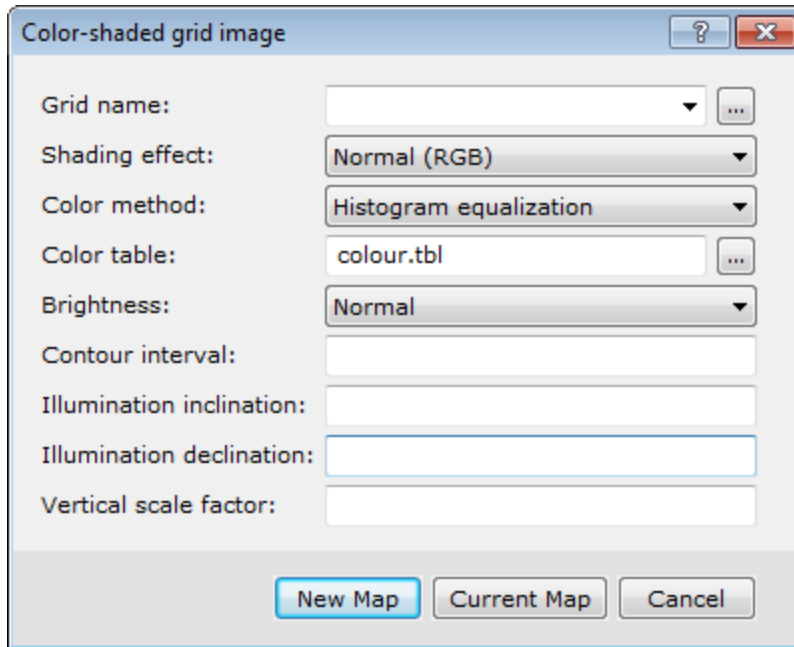 Color-shaded grid image
Grid name:
...
Shading effect: Normal (RGB)
Color method: Histogram equalization
Color table: colour.tbl ...
Brightness: Normal
Contour interval:
Illumination inclination:
Illumination declination:
Vertical scale factor:
New Map Current Map Cancel